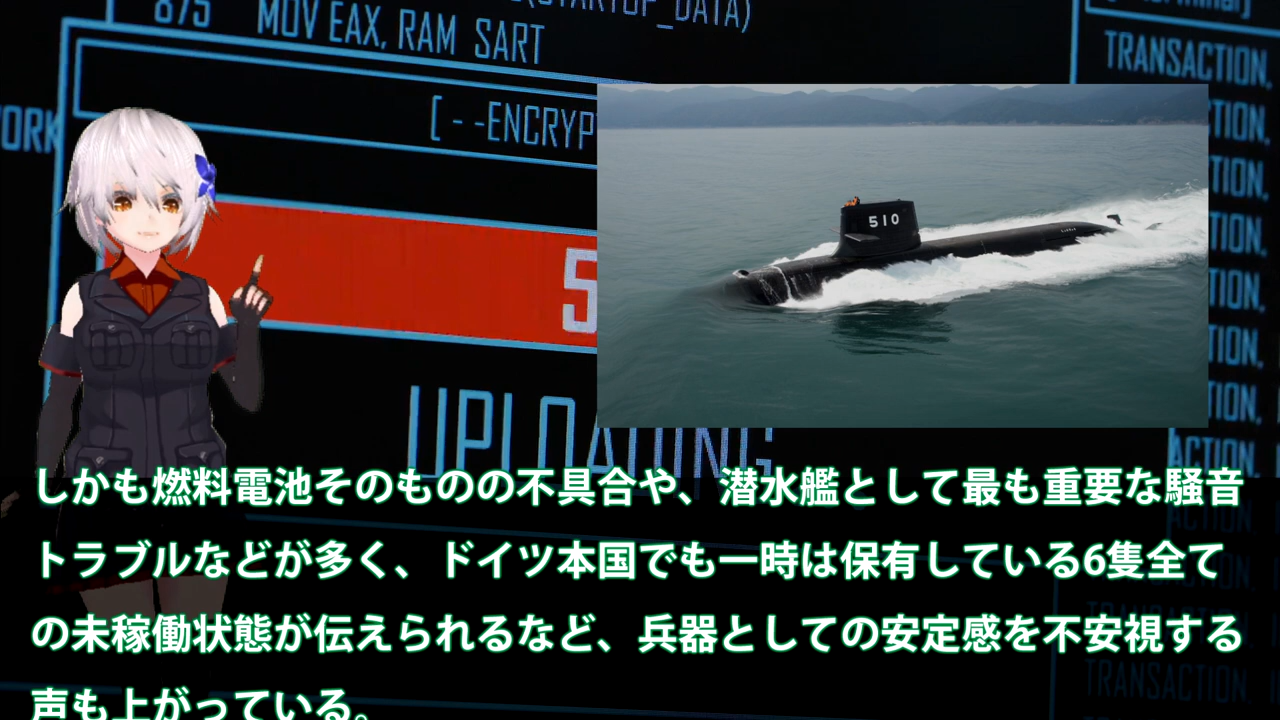 875 MOV EAX, RAM SART
(STARTUP_DATA)
[--ENCRYP
TRANSACTION.
510
UPLOADING:
しかも燃料電池そのものの不具合や、潜水艦として最も重要な騒音
トラブルなどが多く、ドイツ本国でも一時は保有している6隻全て
の未稼働状態が伝えられるなど、兵器としての安定感を不安視する
声も上がっている。
TRANSACTION